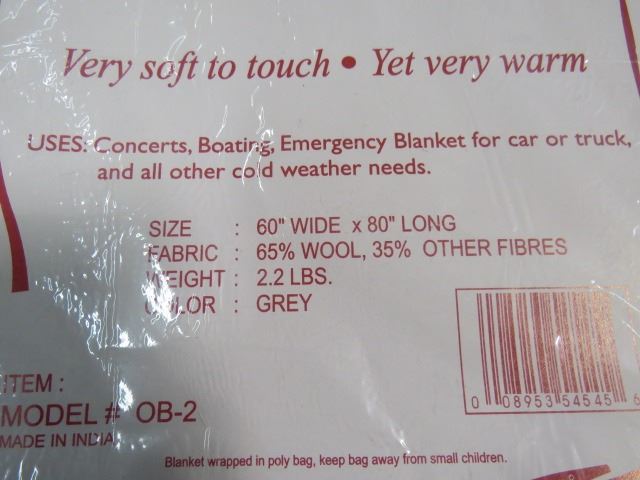 Very soft to touch • Yet very warm
USES: Concerts, Boating, Emergency Blanket for car or truck,
and all other cold weather needs.
SIZE : 60" WIDE x 80" LONG
FABRIC : 65% WOOL, 35% OTHER FIBRES
WEIGHT : 2.2 LBS.
COLOR : GREY
ITEM :
MODEL # OB-2
MADE IN INDIA
0 08953 54545 6
Blanket wrapped in poly bag, keep bag away from small children.